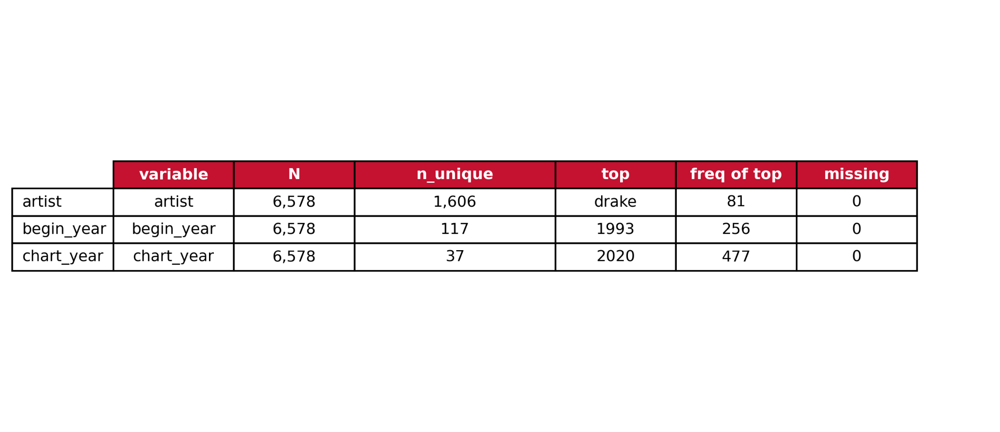 variable N n_unique top freq of top missing
artist artist 6,578 1,606 drake 81 0
begin_year begin_year 6,578 117 1993 256 0
chart_year chart_year 6,578 37 2020 477 0